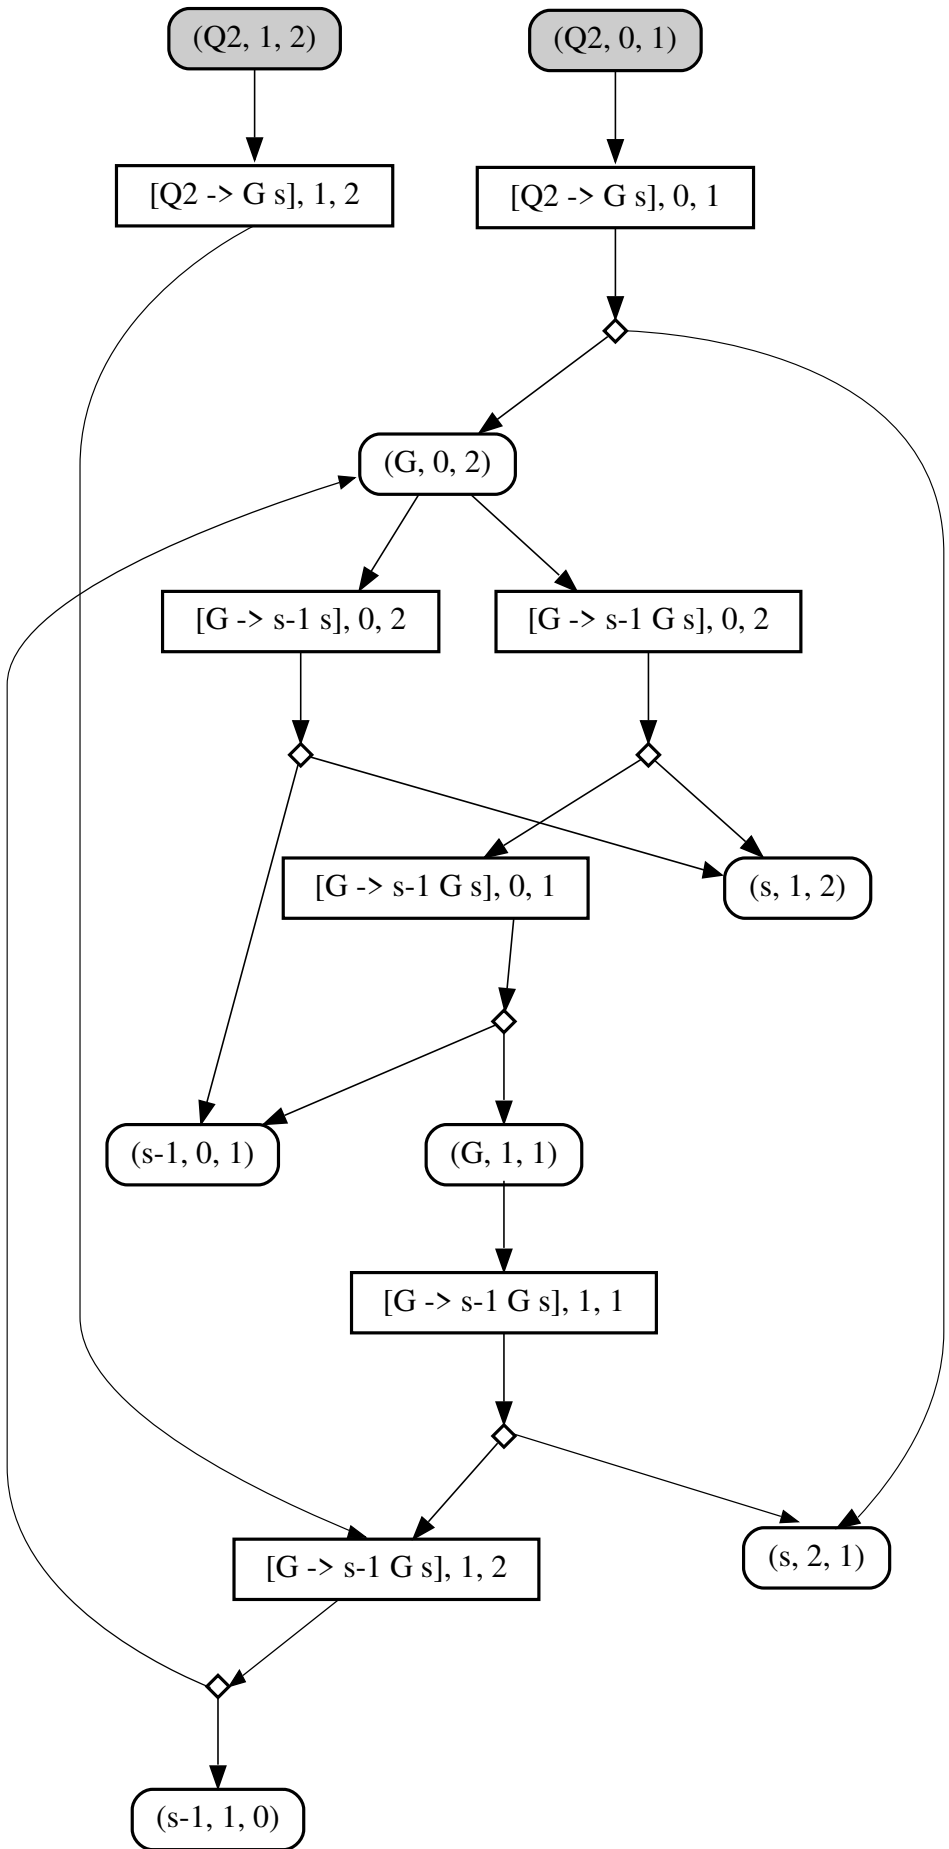 (Q2, 1, 2)
(Q2, 0, 1)
[Q2 -> G s], 1, 2
[Q2 -> G s], 0, 1
(G, 0, 2)
[G -> s-1 s], 0, 2
[G -> s-1 G s], 0, 2
[G -> s-1 G s], 0, 1
(s, 1, 2)
(s-1, 0, 1)
(G, 1, 1)
[G -> s-1 G s], 1, 1
[G -> s-1 G s], 1, 2
(s, 2, 1)
(s-1, 1, 0)